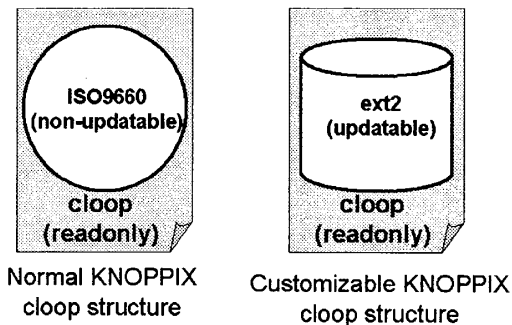 ISO9660
(non-updatable)
cloop
(readonly)
Normal KNOPPIX
cloop structure
ext2
(updatable)
cloop
(readonly)
Customizable KNOPPIX
cloop structure